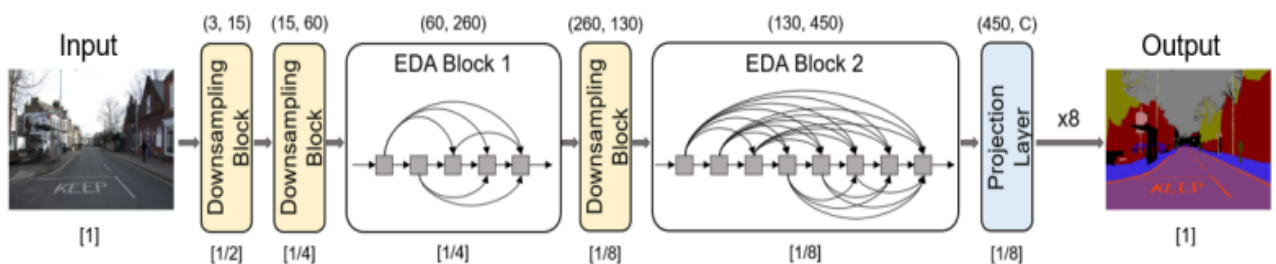 (3, 15)
(15, 60)
(60, 260)
(260, 130)
(130, 450)
(450, C)
Input
Downsampling
Block
Downsampling
Block
EDA Block 1
Downsampling
Block
EDA Block 2
Projection
Layer
x8
Output
KEEP
KEEP
[1]
[1/2]
[1/4]
[1/4]
[1/8]
[1/8]
[1/8]
[1]